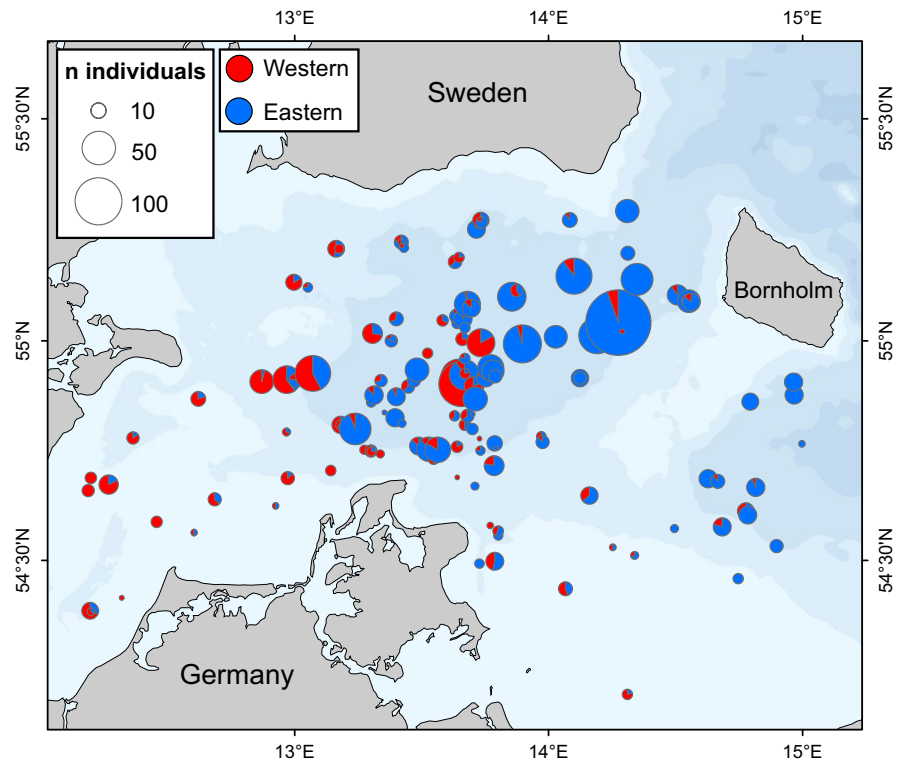 13°E 14°E 15°E
n individuals
10
50
100
Western
Eastern
Sweden
55°30'N 55°30'N
Bornholm
55°N 55°N
54°30'N 54°30'N
Germany
13°E 14°E 15°E